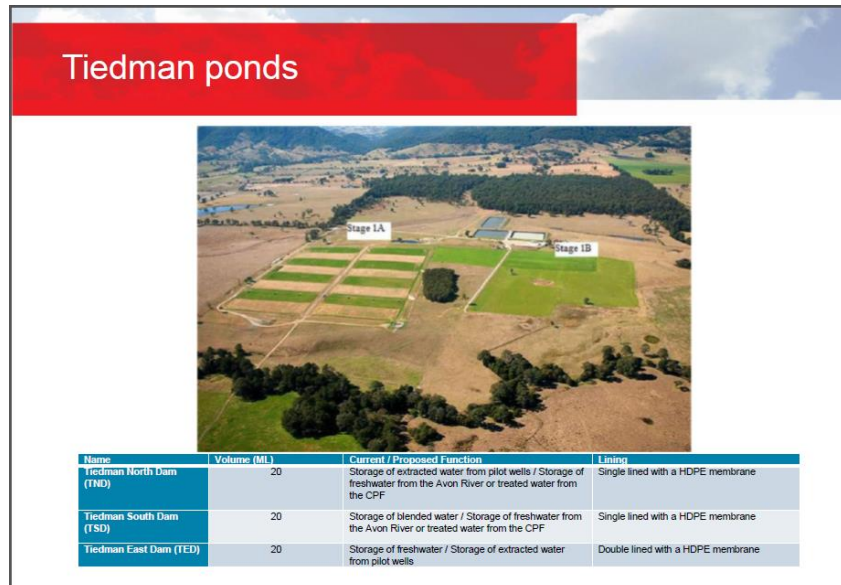 Tiedman ponds
Stage 1A
Stage 1B
Name Volume (ML) Current / Proposed Function Lining
Tiedman North Dam
(TND)
20
Storage of extracted water from pilot wells / Storage of
freshwater from the Avon River or treated water from
the CPF
Single lined with a HDPE membrane
Tiedman South Dam
(TSD)
20
Storage of blended water / Storage of freshwater from
the Avon River or treated water from the CPF
Single lined with a HDPE membrane
Tiedman East Dam (TED)
20
Storage of freshwater / Storage of extracted water
from pilot wells
Double lined with a HDPE membrane